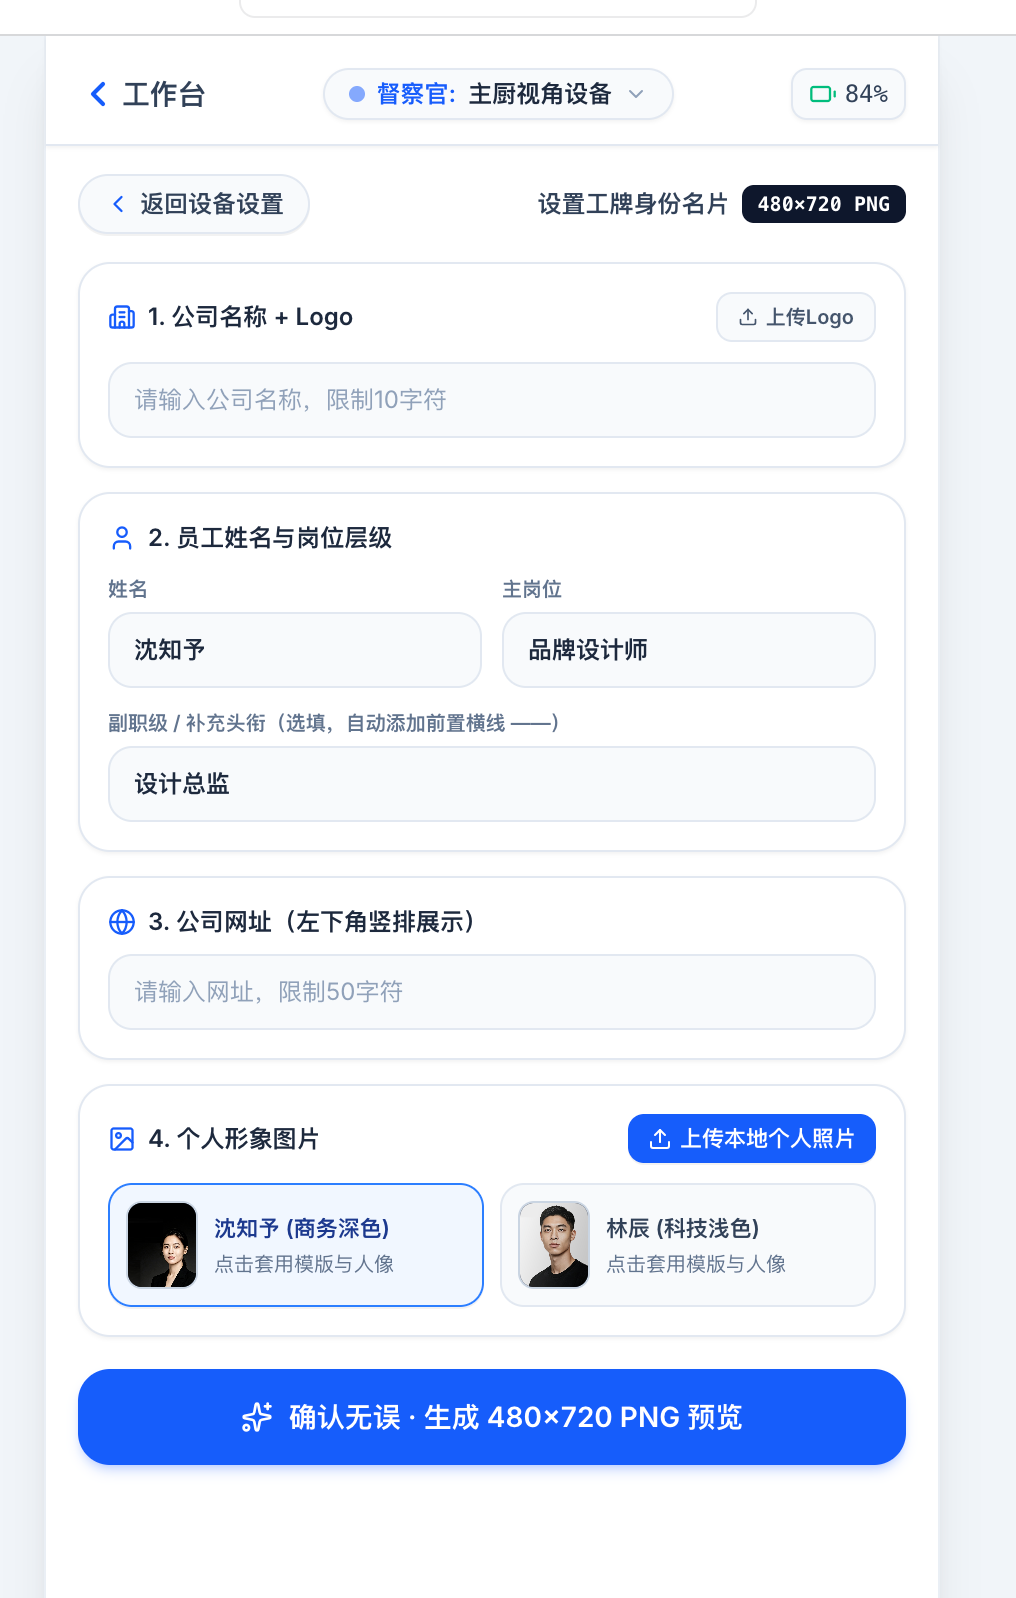 工作台
督察官: 主厨视角设备
84%
返回设备设置
设置工牌身份名片
480×720 PNG
1. 公司名称 + Logo
上传Logo
请输入公司名称，限制10字符
2. 员工姓名与岗位层级
姓名
主岗位
沈知予
品牌设计师
副职级 / 补充头衔（选填，自动添加前置横线 ——）
设计总监
3. 公司网址（左下角竖排展示）
请输入网址，限制50字符
4. 个人形象图片
上传本地个人照片
沈知予 (商务深色)
点击套用模版与人像
林辰 (科技浅色)
点击套用模版与人像
确认无误 · 生成 480×720 PNG 预览